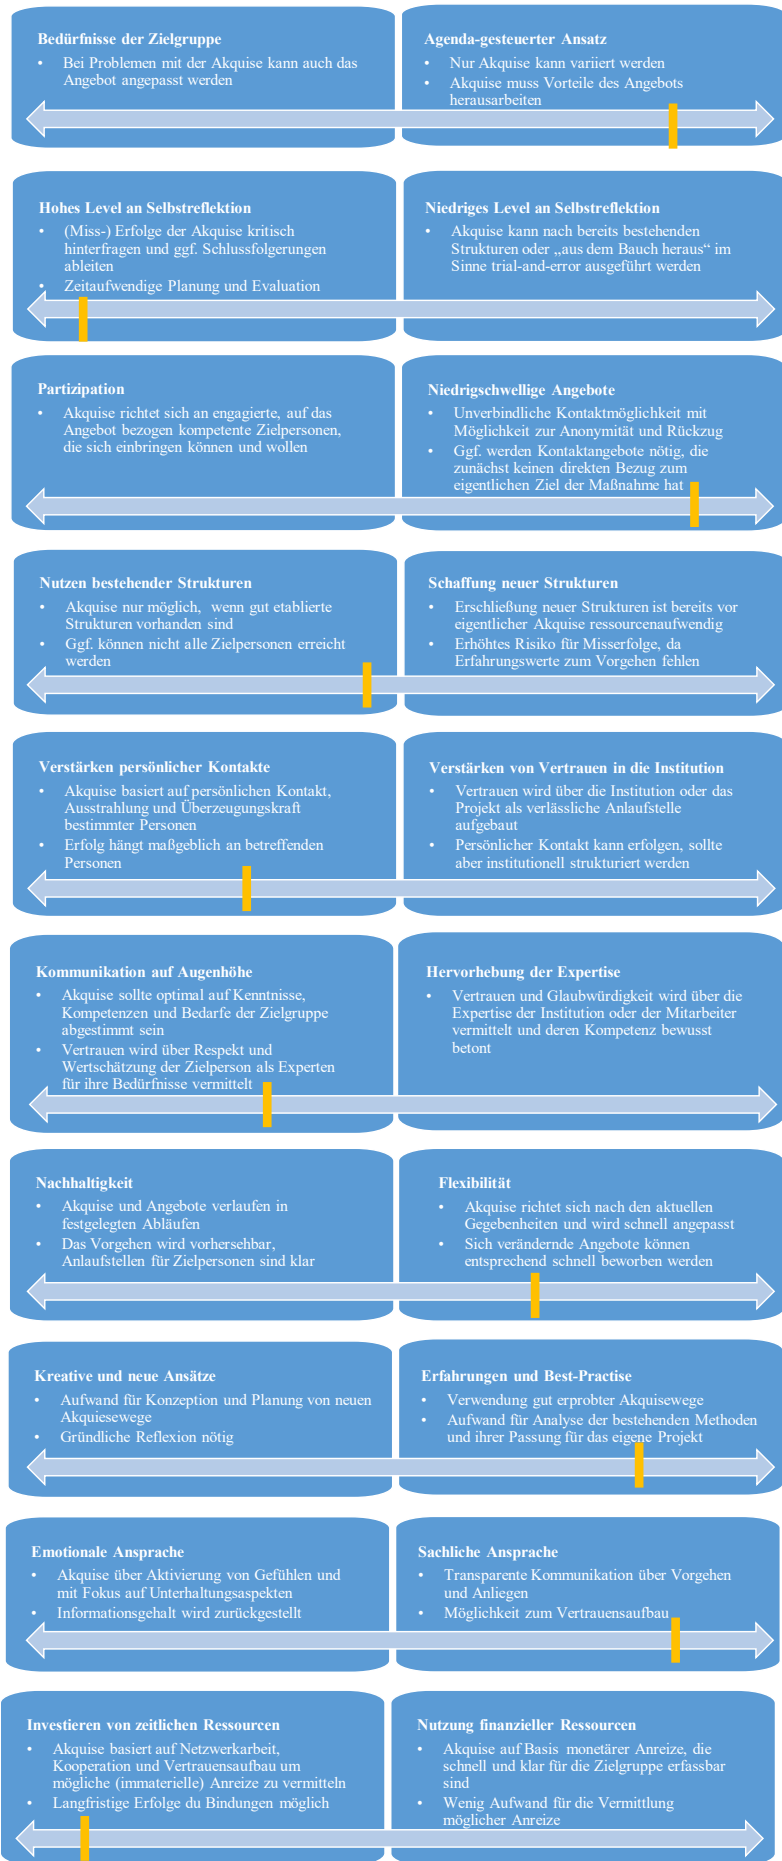 Bedürfnisse der Zielgruppe
• Bei Problemen mit der Akquise kann auch das
Angebot angepasst werden
Agenda-gesteuerter Ansatz
• Nur Akquise kann variiert werden
• Akquise muss Vorteile des Angebots
herausarbeiten
Hohes Level an Selbstreflektion
• (Miss-) Erfolge der Akquise kritisch
hinterfragen und ggf. Schlussfolgerungen
ableiten
• Zeitaufwendige Planung und Evaluation
Niedriges Level an Selbstreflektion
• Akquise kann nach bereits bestehenden
Strukturen oder „aus dem Bauch heraus“ im
Sinne trial-and-error ausgeführt werden
Partizipation
• Akquise richtet sich an engagierte, auf das
Angebot bezogen kompetente Zielpersonen,
die sich einbringen können und wollen
Niedrigschwellige Angebote
• Unverbindliche Kontaktmöglichkeit mit
Möglichkeit zur Anonymität und Rückzug
• Ggf. werden Kontaktangebote nötig, die
zunächst keinen direkten Bezug zum
eigentlichen Ziel der Maßnahme hat
Nutzen bestehender Strukturen
• Akquise nur möglich, wenn gut etablierte
Strukturen vorhanden sind
• Ggf. können nicht alle Zielpersonen erreicht
werden
Schaffung neuer Strukturen
• Erschließung neuer Strukturen ist bereits vor
eigentlicher Akquise ressourcenaufwendig
• Erhöhtes Risiko für Misserfolge, da
Erfahrungswerte zum Vorgehen fehlen
Verstärken persönlicher Kontakte
• Akquise basiert auf persönlichen Kontakt,
Ausstrahlung und Überzeugungskraft
bestimmter Personen
• Erfolg hängt maßgeblich an betreffenden
Personen
Verstärken von Vertrauen in die Institution
• Vertrauen wird über die Institution oder das
Projekt als verlässliche Anlaufstelle
aufgebaut
• Persönlicher Kontakt kann erfolgen, sollte
aber institutionell strukturiert werden
Kommunikation auf Augenhöhe
• Akquise sollte optimal auf Kenntnisse,
Kompetenzen und Bedarfe der Zielgruppe
abgestimmt sein
• Vertrauen wird über Respekt und
Wertschätzung der Zielperson als Experten
für ihre Bedürfnisse vermittelt
Hervorhebung der Expertise
• Vertrauen und Glaubwürdigkeit wird über die
Expertise der Institution oder der Mitarbeiter
vermittelt und deren Kompetenz bewusst
betont
Nachhaltigkeit
• Akquise und Angebote verlaufen in
festgelegten Abläufen
• Das Vorgehen wird vorhersehbar,
Anlaufstellen für Zielpersonen sind klar
Flexibilität
• Akquise richtet sich nach den aktuellen
Gegebenheiten und wird schnell angepasst
• Sich verändernde Angebote können
entsprechend schnell beworben werden
Kreative und neue Ansätze
• Aufwand für Konzeption und Planung von neuen
Akquiesewege
• Gründliche Reflexion nötig
Erfahrungen und Best-Practise
• Verwendung gut erprobter Akquisewege
• Aufwand für Analyse der bestehenden Methoden
und ihrer Passung für das eigene Projekt
Emotionale Ansprache
• Akquise über Aktivierung von Gefühlen und
mit Fokus auf Unterhaltungsaspekten
• Informationsgehalt wird zurückgestellt
Sachliche Ansprache
• Transparente Kommunikation über Vorgehen
und Anliegen
• Möglichkeit zum Vertrauensaufbau
Investieren von zeitlichen Ressourcen
• Akquise basiert auf Netzwerkarbeit,
Kooperation und Vertrauensaufbau um
mögliche (immaterielle) Anreize zu vermitteln
• Langfristige Erfolge du Bindungen möglich
Nutzung finanzieller Ressourcen
• Akquise auf Basis monetärer Anreize, die
schnell und klar für die Zielgruppe erfassbar
sind
• Wenig Aufwand für die Vermittlung
möglicher Anreize